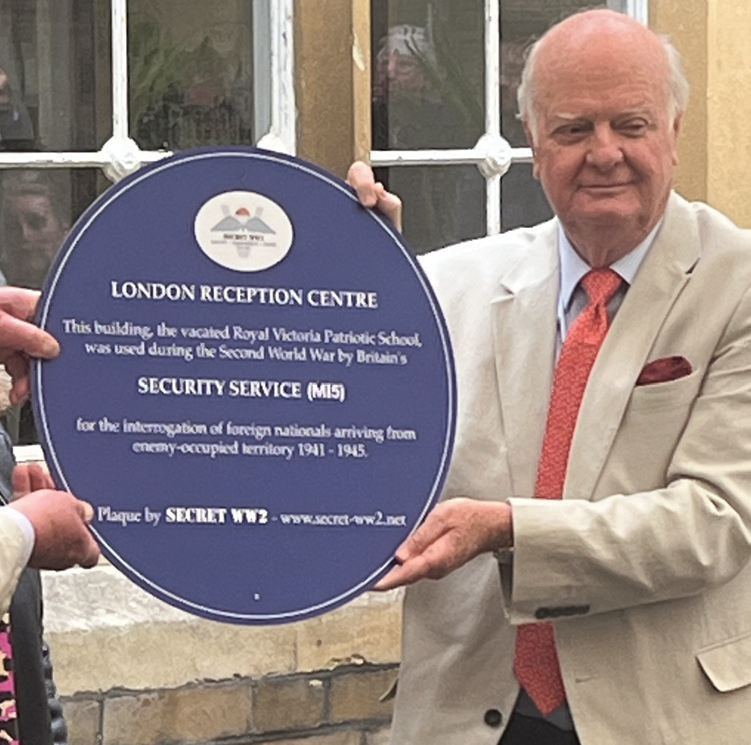 SECRET WW2
LONDON RECEPTION CENTRE
This building, the vacated Royal Victoria Patriotic School,
was used during the Second World War by Britain's
SECURITY SERVICE (MI5)
for the interrogation of foreign nationals arriving from
enemy-occupied territory 1941 - 1945.
Plaque by SECRET WW2 - www.secret-ww2.net